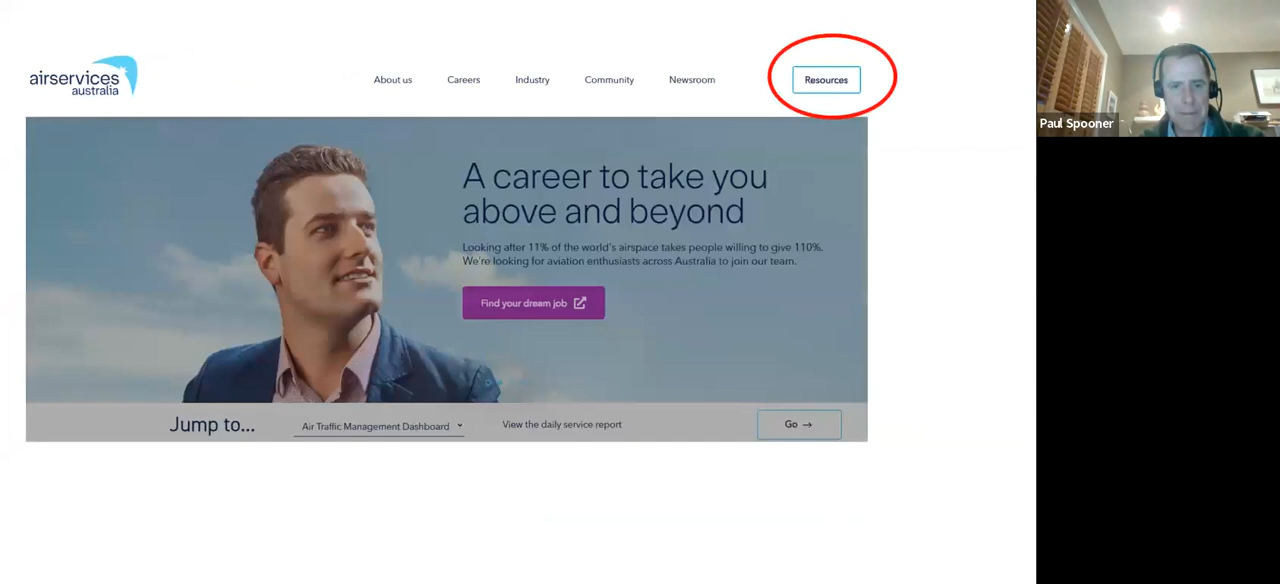 airservices
australia
About us
Careers
Industry
Community
Newsroom
Resources
A career to take you
above and beyond
Looking after 11% of the world's airspace takes people willing to give 110%.
We're looking for aviation enthusiasts across Australia to join our team.
Find your dream job
Jump to...
Air Traffic Management Dashboard
View the daily service report
Go →
Paul Spooner